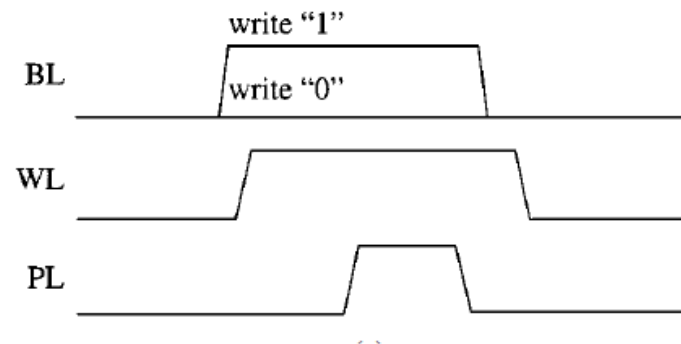 write “1”
BL
write “0”
WL
PL